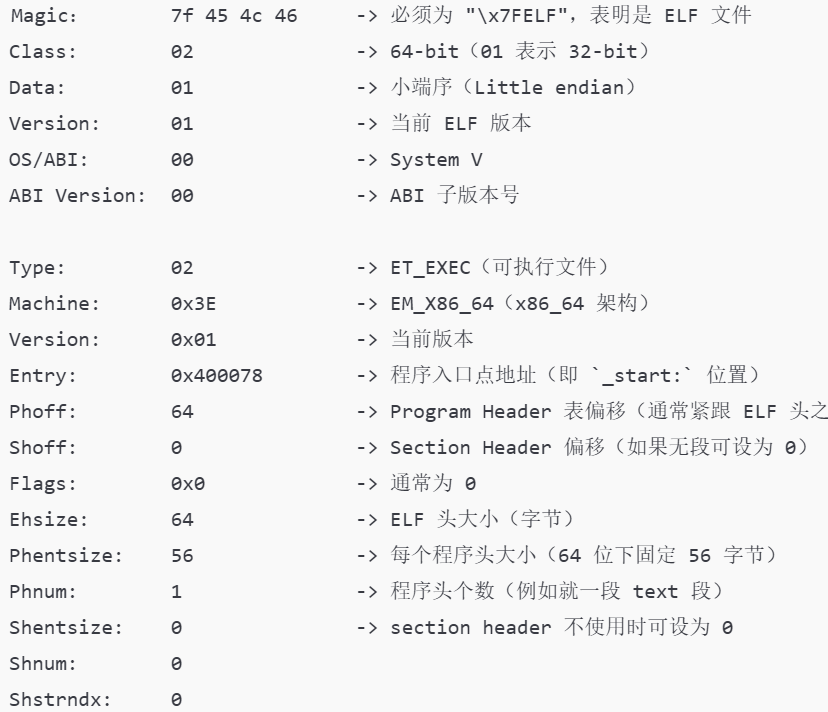 Magic:        7f 45 4c 46     -> 必须为 "\x7FELF"，表明是 ELF 文件
Class:        02              -> 64-bit（01 表示 32-bit）
Data:         01              -> 小端序（Little endian）
Version:      01              -> 当前 ELF 版本
OS/ABI:       00              -> System V
ABI Version:  00              -> ABI 子版本号
Type:         02              -> ET_EXEC（可执行文件）
Machine:      0x3E            -> EM_X86_64（x86_64 架构）
Version:      0x01            -> 当前版本
Entry:        0x400078        -> 程序入口点地址（即 `_start:` 位置）
Phoff:        64              -> Program Header 表偏移（通常紧跟 ELF 头之
Shoff:        0               -> Section Header 偏移（如果无段可设为 0）
Flags:        0x0             -> 通常为 0
Ehsize:       64              -> ELF 头大小（字节）
Phentsize:    56              -> 每个程序头大小（64 位下固定 56 字节）
Phnum:        1               -> 程序头个数（例如就一段 text 段）
Shentsize:    0               -> section header 不使用时可设为 0
Shnum:        0
Shstrndx:     0